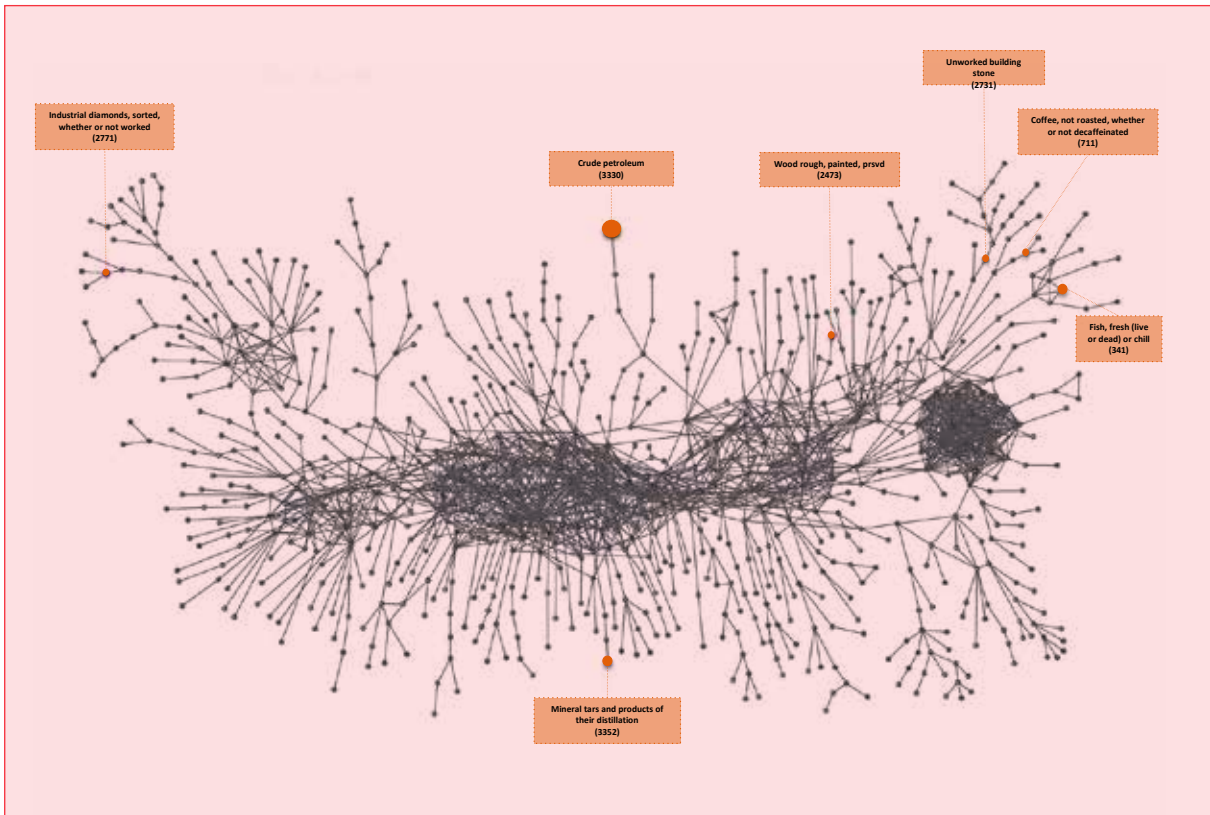 Unworked building
stone
(2731)
Industrial diamonds, sorted,
whether or not worked
(2771)
Coffee, not roasted, whether
or not decaffeinated
(711)
Crude petroleum
(3330)
Wood rough, painted, prsvd
(2473)
Fish, fresh (live
or dead) or chill
(341)
Mineral tars and products of
their distillation
(3352)